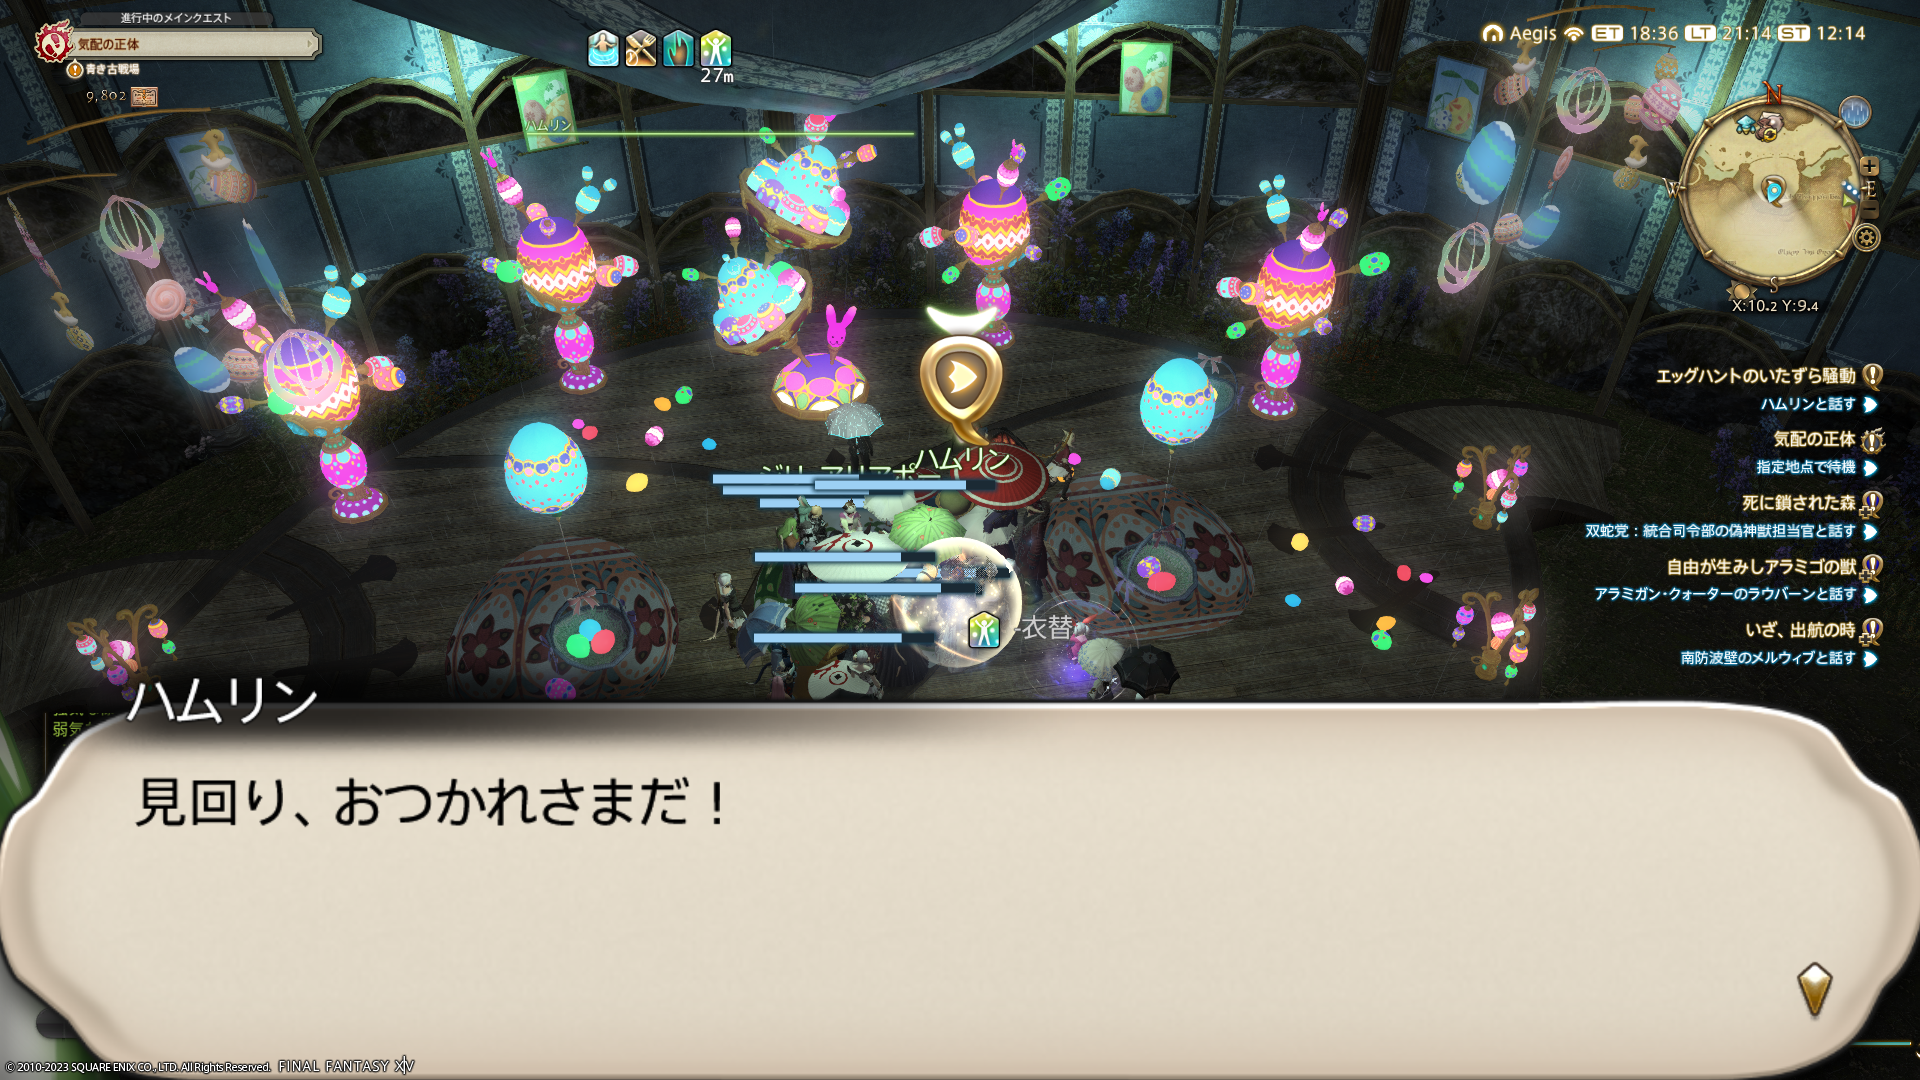 進行中のメインクエスト
気配の正体
青き古戦場
9,802
27m
Aegis ET 18:36 LT 21:14 ST 12:14
N
W
E
S
X:10.2 Y:9.4
ハムリン
エッグハントのいたずら騒動
ハムリンと話す
気配の正体
指定地点で待機
死に鎖された森
双蛇党：統合司令部の偽神獣担当官と話す
自由が生みしアラミゴの獣
アラミガン・クォーターのラウバーンと話す
いざ、出航の時
南防波壁のメルウィブと話す
ハムリン
-衣替
弱気
ハムリン
見回り、おつかれさまだ！
© 2010-2023 SQUARE ENIX CO., LTD. All Rights Reserved. FINAL FANTASY XIV